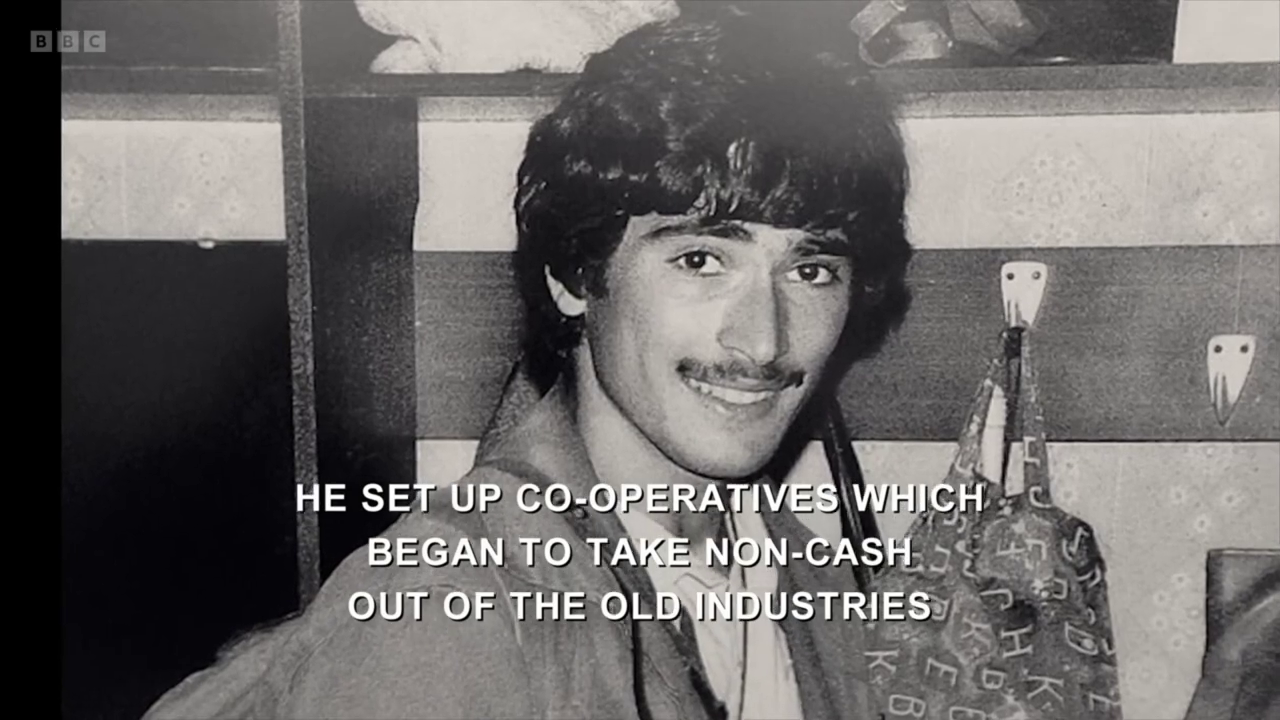 BBC
HE SET UP CO-OPERATIVES WHICH
BEGAN TO TAKE NON-CASH
OUT OF THE OLD INDUSTRIES